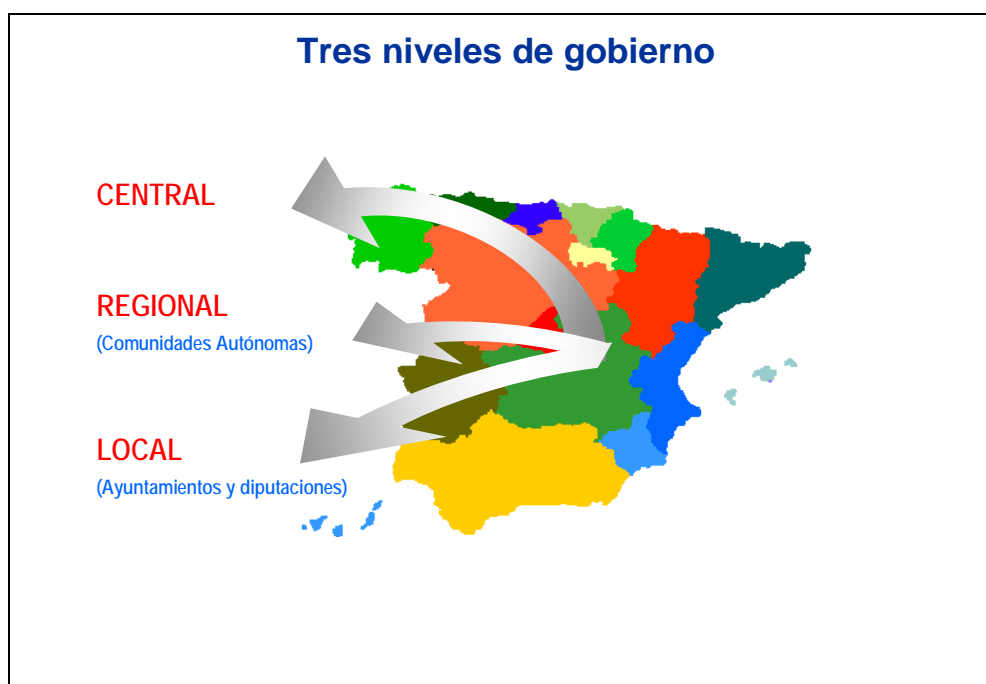 Tres niveles de gobierno
CENTRAL
REGIONAL
(Comunidades Autónomas)
LOCAL
(Ayuntamientos y diputaciones)